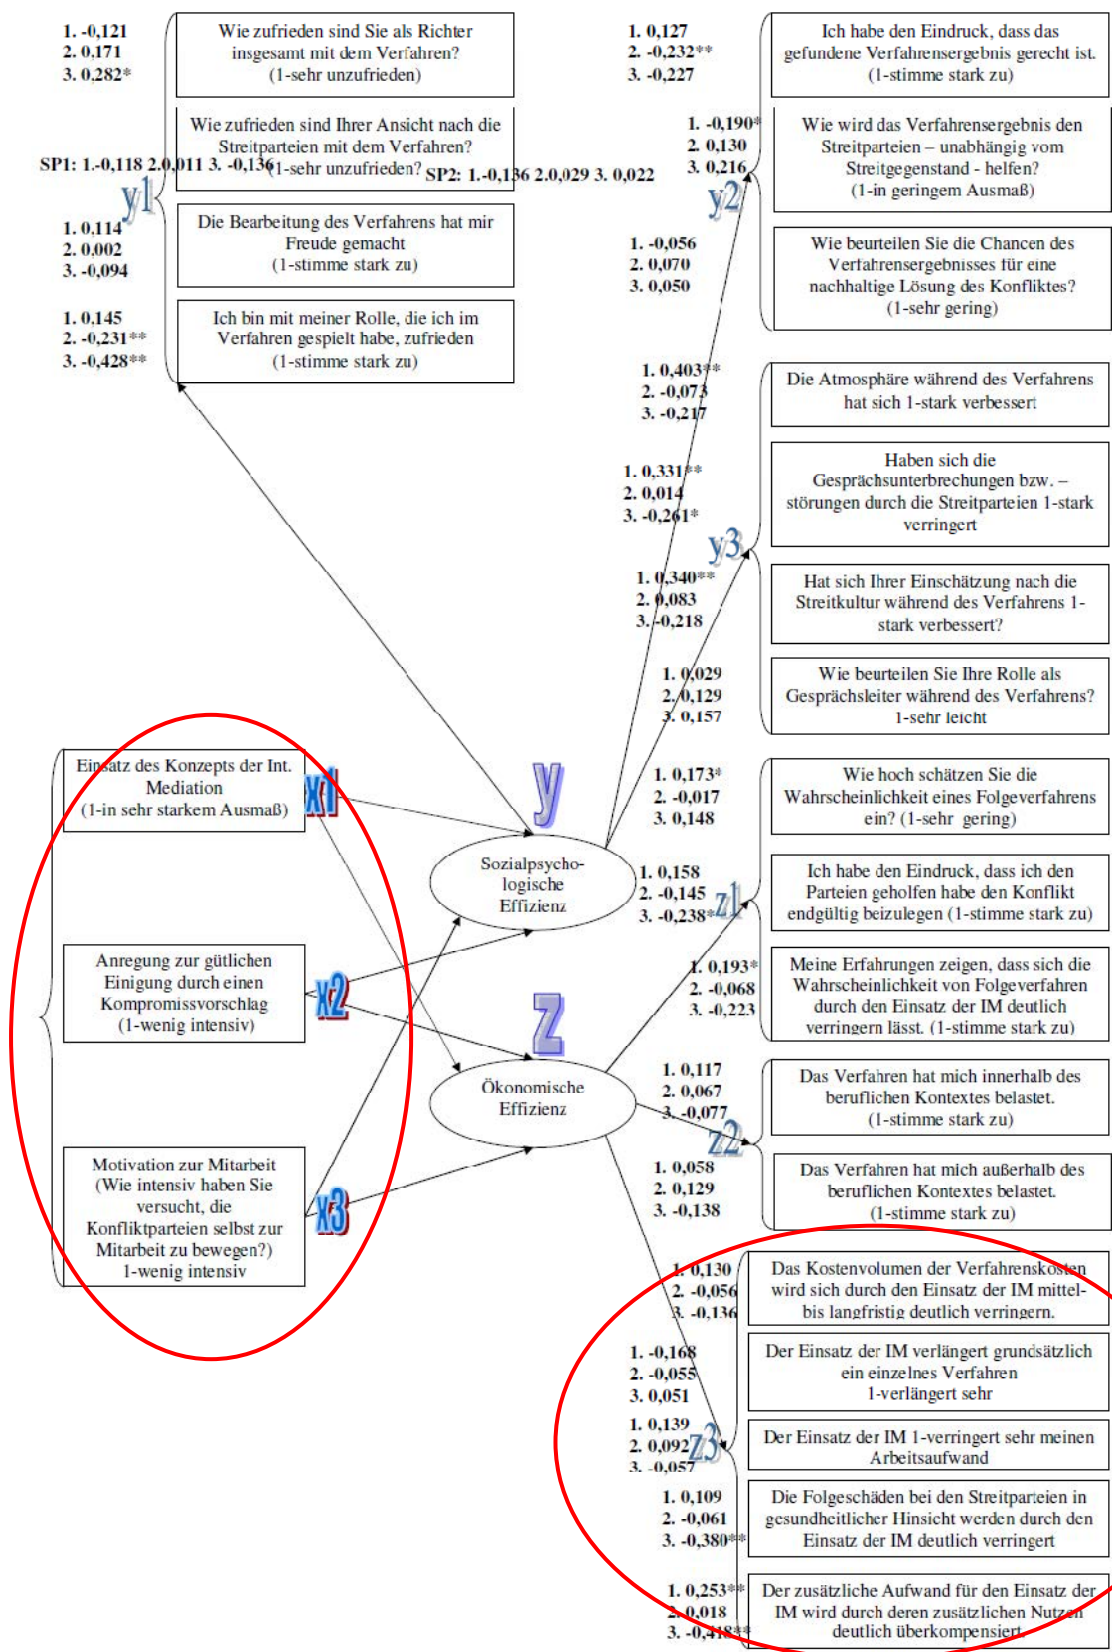 1. -0,121
2. 0,171
3. 0,282*
Wie zufrieden sind Sie als Richter
insgesamt mit dem Verfahren?
(1-sehr unzufrieden)
Wie zufrieden sind Ihrer Ansicht nach die
Streitparteien mit dem Verfahren?
(1-sehr unzufrieden?
SP1: 1.-0,118 2.0,011 3. -0,136
SP2: 1.-0,136 2.0,029 3. 0,022
y1
1. 0,114
2. 0,002
3. -0,094
Die Bearbeitung des Verfahrens hat mir
Freude gemacht
(1-stimme stark zu)
1. 0,145
2. -0,231**
3. -0,428**
Ich bin mit meiner Rolle, die ich im
Verfahren gespielt habe, zufrieden
(1-stimme stark zu)
1. 0,127
2. -0,232**
3. -0,227
Ich habe den Eindruck, dass das
gefundene Verfahrensergebnis gerecht ist.
(1-stimme stark zu)
1. -0,190*
2. 0,130
3. 0,216
y2
Wie wird das Verfahrensergebnis den
Streitparteien – unabhängig vom
Streitgegenstand - helfen?
(1-in geringem Ausmaß)
1. -0,056
2. 0,070
3. 0,050
Wie beurteilen Sie die Chancen des
Verfahrensergebnisses für eine
nachhaltige Lösung des Konfliktes?
(1-sehr gering)
1. 0,403**
2. -0,073
3. -0,217
Die Atmosphäre während des Verfahrens
hat sich 1-stark verbessert
1. 0,331**
2. 0,014
3. -0,261*
y3
Haben sich die
Gesprächsunterbrechungen bzw. –
störungen durch die Streitparteien 1-stark
verringert
1. 0,340**
2. 0,083
3. -0,218
Hat sich Ihrer Einschätzung nach die
Streitkultur während des Verfahrens 1-
stark verbessert?
1. 0,029
2. 0,129
3. 0,157
Wie beurteilen Sie Ihre Rolle als
Gesprächsleiter während des Verfahrens?
1-sehr leicht
Einsatz des Konzepts der Int.
Mediation
(1-in sehr starkem Ausmaß)
x1
Anregung zur gütlichen
Einigung durch einen
Kompromissvorschlag
(1-wenig intensiv)
x2
Motivation zur Mitarbeit
(Wie intensiv haben Sie
versucht, die
Konfliktparteien selbst zur
Mitarbeit zu bewegen?)
1-wenig intensiv
x3
y
Sozialpsycho-
logische
Effizienz
z
Ökonomische
Effizienz
1. 0,173*
2. -0,017
3. 0,148
Wie hoch schätzen Sie die
Wahrscheinlichkeit eines Folgeverfahrens
ein? (1-sehr gering)
1. 0,158
2. -0,145
3. -0,238*
z1
Ich habe den Eindruck, dass ich den
Parteien geholfen habe den Konflikt
endgültig beizulegen (1-stimme stark zu)
1. 0,193*
2. -0,068
3. -0,223
Meine Erfahrungen zeigen, dass sich die
Wahrscheinlichkeit von Folgeverfahren
durch den Einsatz der IM deutlich
verringern lässt. (1-stimme stark zu)
1. 0,117
2. 0,067
3. -0,077
z2
Das Verfahren hat mich innerhalb des
beruflichen Kontextes belastet.
(1-stimme stark zu)
1. 0,058
2. 0,129
3. -0,138
Das Verfahren hat mich außerhalb des
beruflichen Kontextes belastet.
(1-stimme stark zu)
1. 0,130
2. -0,056
3. -0,136
Das Kostenvolumen der Verfahrenskosten
wird sich durch den Einsatz der IM mittel-
bis langfristig deutlich verringern.
1. -0,168
2. -0,055
3. 0,051
Der Einsatz der IM verlängert grundsätzlich
ein einzelnes Verfahren
1-verlängert sehr
1. 0,139
2. 0,092
3. -0,057
z3
Der Einsatz der IM 1-verringert sehr meinen
Arbeitsaufwand
1. 0,109
2. -0,061
3. -0,380**
Die Folgeschäden bei den Streitparteien in
gesundheitlicher Hinsicht werden durch den
Einsatz der IM deutlich verringert
1. 0,253**
2. 0,018
3. -0,418**
Der zusätzliche Aufwand für den Einsatz der
IM wird durch deren zusätzlichen Nutzen
deutlich überkompensiert.